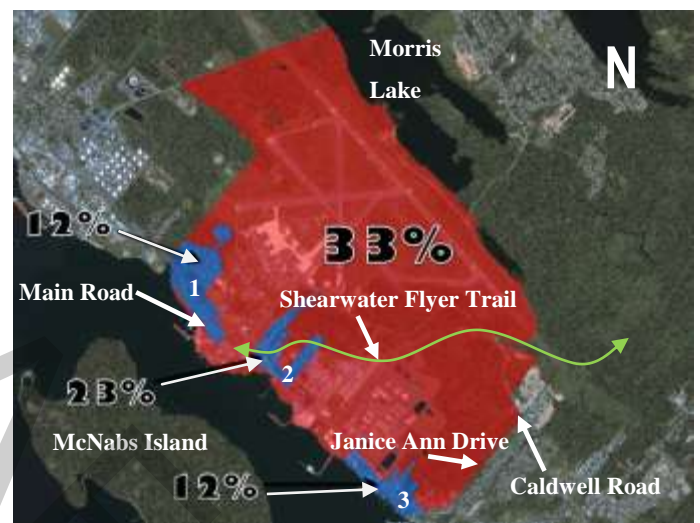 Morris
Lake
N
12%
33%
1
Main Road
Shearwater Flyer Trail
23%
2
McNabs Island
Janice Ann Drive
12%
3
Caldwell Road